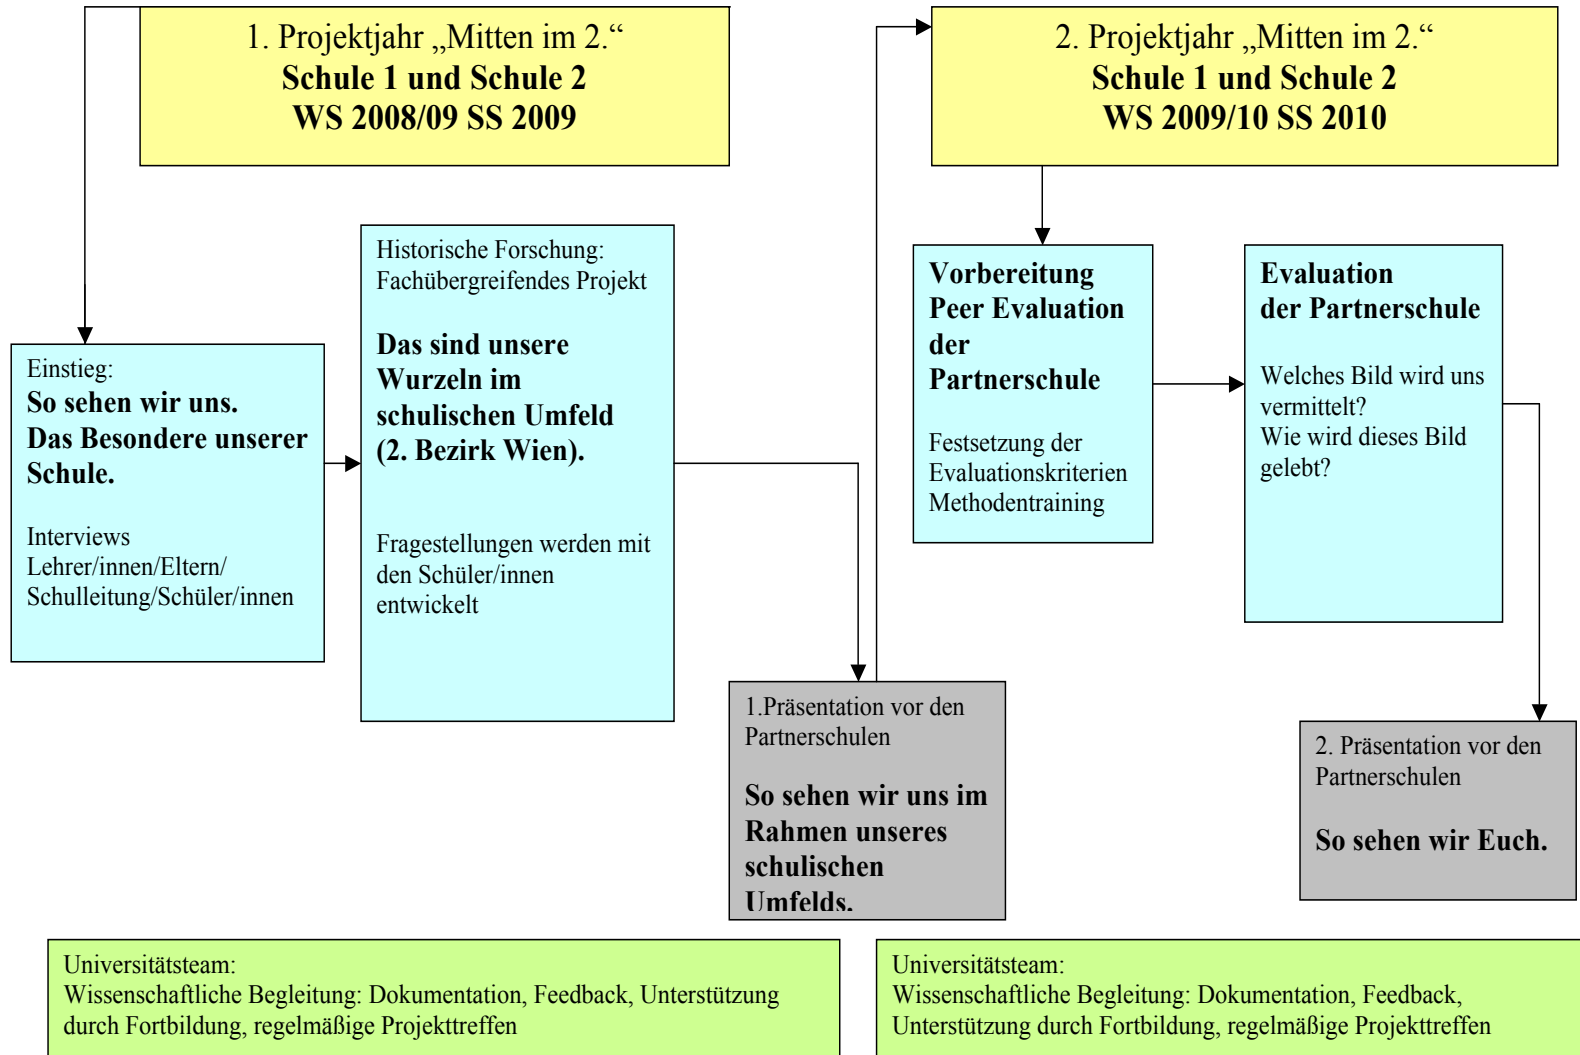 1. Projektjahr „Mitten im 2.“
Schule 1 und Schule 2
WS 2008/09 SS 2009
Einstieg:
So sehen wir uns.
Das Besondere unserer
Schule.
Interviews
Lehrer/innen/Eltern/
Schulleitung/Schüler/innen
Historische Forschung:
Fachübergreifendes Projekt
Das sind unsere
Wurzeln im
schulischen Umfeld
(2. Bezirk Wien).
Fragestellungen werden mit
den Schüler/innen
entwickelt
1.Präsentation vor den
Partnerschulen
So sehen wir uns im
Rahmen unseres
schulischen
Umfelds.
2. Projektjahr „Mitten im 2.“
Schule 1 und Schule 2
WS 2009/10 SS 2010
Vorbereitung
Peer Evaluation
der
Partnerschule
Festsetzung der
Evaluationskriterien
Methodentraining
Evaluation
der Partnerschule
Welches Bild wird uns
vermittelt?
Wie wird dieses Bild
gelebt?
2. Präsentation vor den
Partnerschulen
So sehen wir Euch.
Universitätsteam:
Wissenschaftliche Begleitung: Dokumentation, Feedback, Unterstützung
durch Fortbildung, regelmäßige Projekttreffen
Universitätsteam:
Wissenschaftliche Begleitung: Dokumentation, Feedback,
Unterstützung durch Fortbildung, regelmäßige Projekttreffen